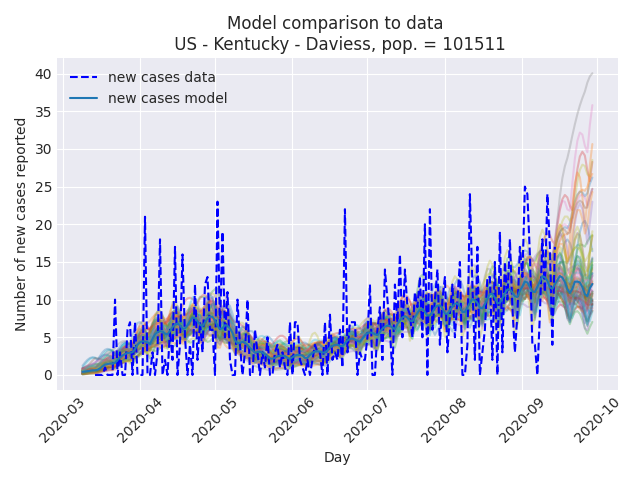 Model comparison to data
US - Kentucky - Daviess, pop. = 101511
new cases data
new cases model
Number of new cases reported
40
35
30
25
20
15
10
5
0
2020-03
2020-04
2020-05
2020-06
2020-07
2020-08
2020-09
2020-10
Day